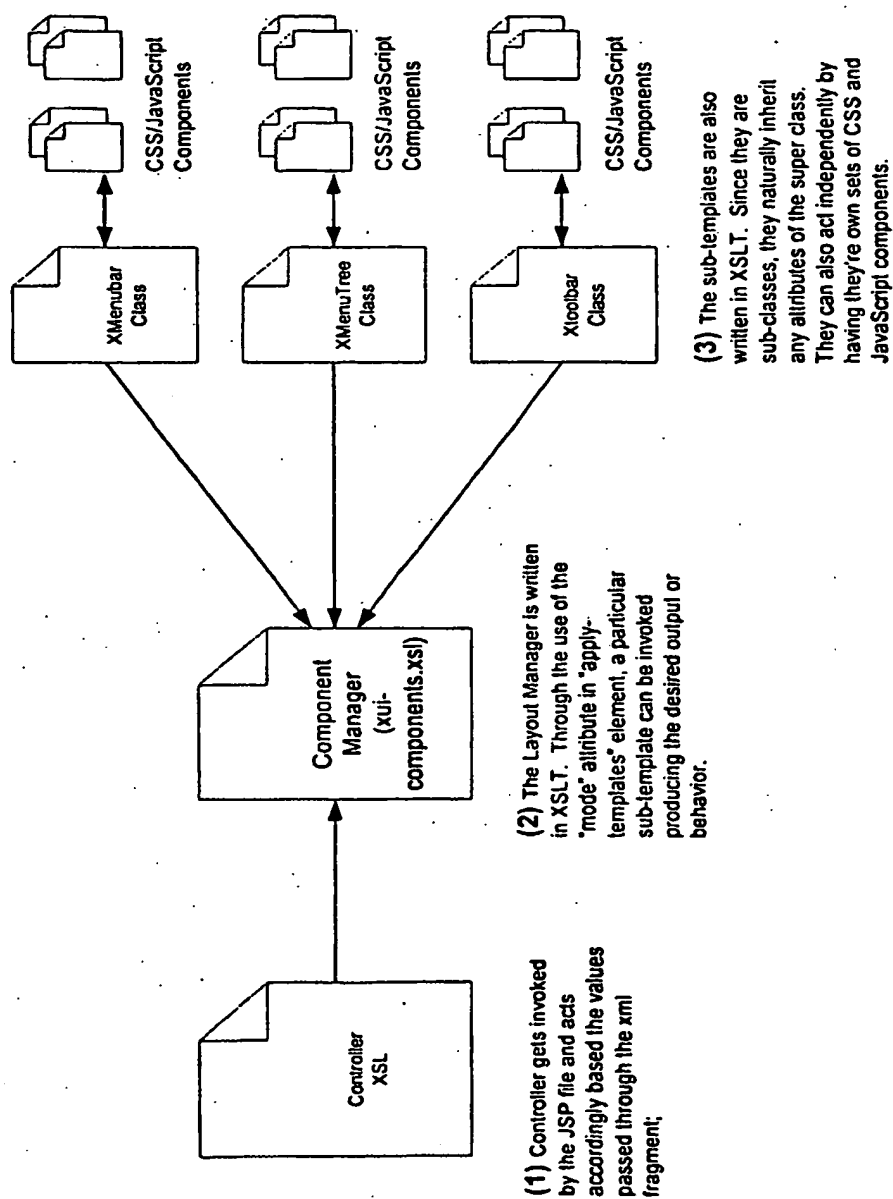 Controller
XSL
(1) Controller gets invoked
by the JSP file and acts
accordingly based the values
passed through the xml
fragment;
Component
Manager
(xui-
components.xsl)
(2) The Layout Manager is written
in XSLT. Through the use of the
"mode" attribute in "apply-
templates" element, a particular
sub-template can be invoked
producing the desired output or
behavior.
XMenubar
Class
CSS/JavaScript
Components
XMenuTree
Class
CSS/JavaScript
Components
Xtoolbar
Class
CSS/JavaScript
Components
(3) The sub-templates are also
written in XSLT. Since they are
sub-classes, they naturally inherit
any attributes of the super class.
They can also act independently by
having they're own sets of CSS and
JavaScript components.